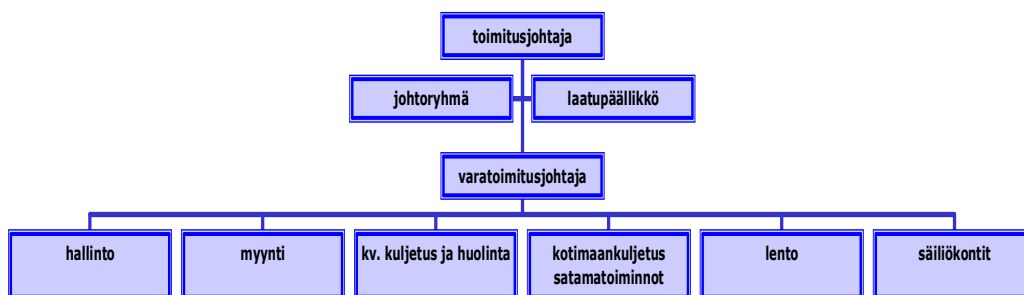 toimitusjohtaja
johtoryhmä
laatupäällikkö
varatoimitusjohtaja
hallinto
myynti
kv. kuljetus ja huolinta
kotimaankuljetus
satamatoiminnot
lento
säiliökontit